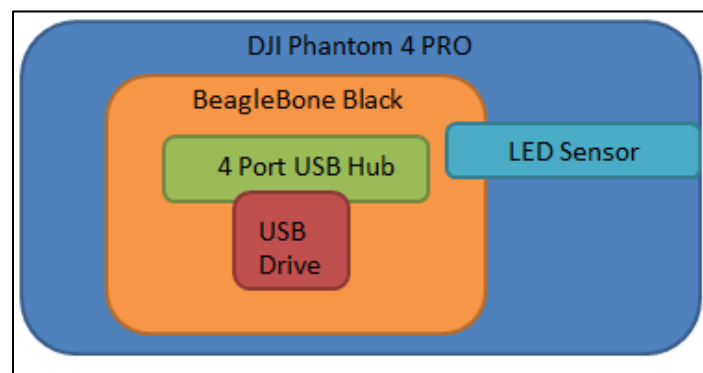 DJI Phantom 4 PRO
BeagleBone Black
LED Sensor
4 Port USB Hub
USB
Drive